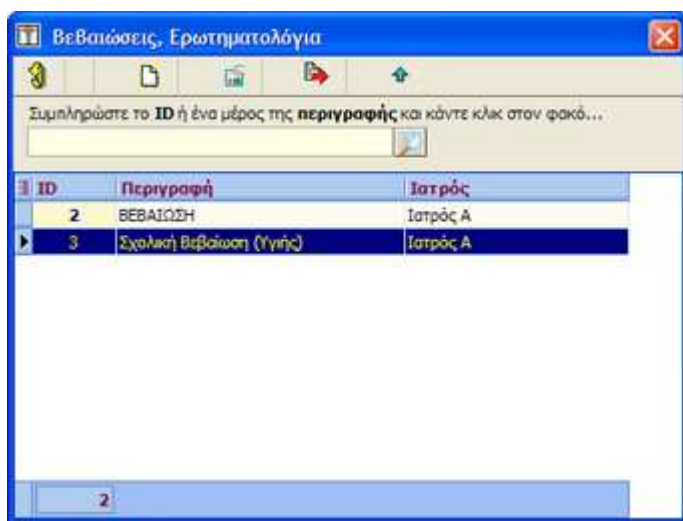 Βεβαιώσεις, Ερωτηματολόγια
Συμπληρώστε το ID ή ένα μέρος της περιγραφής και κάντε κλικ στον φακό...
ID Περιγραφή Ιατρός
2 ΒΕΒΑΙΩΣΗ Ιατρός Α
3 Σχολική Βεβαίωση (Υγιής) Ιατρός Α
2